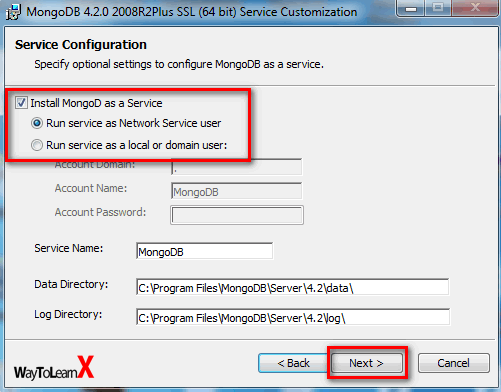 MongoDB 4.2.0 2008R2Plus SSL (64 bit) Service Customization
Service Configuration
Specify optional settings to configure MongoDB as a service.
Install MongoD as a Service
Run service as Network Service user
Run service as a local or domain user:
Account Domain:
.
Account Name:
MongoDB
Account Password:
Service Name:
MongoDB
Data Directory:
C:\Program Files\MongoDB\Server\4.2\data\
Log Directory:
C:\Program Files\MongoDB\Server\4.2\log\
WayToLearnX
< Back
Next >
Cancel